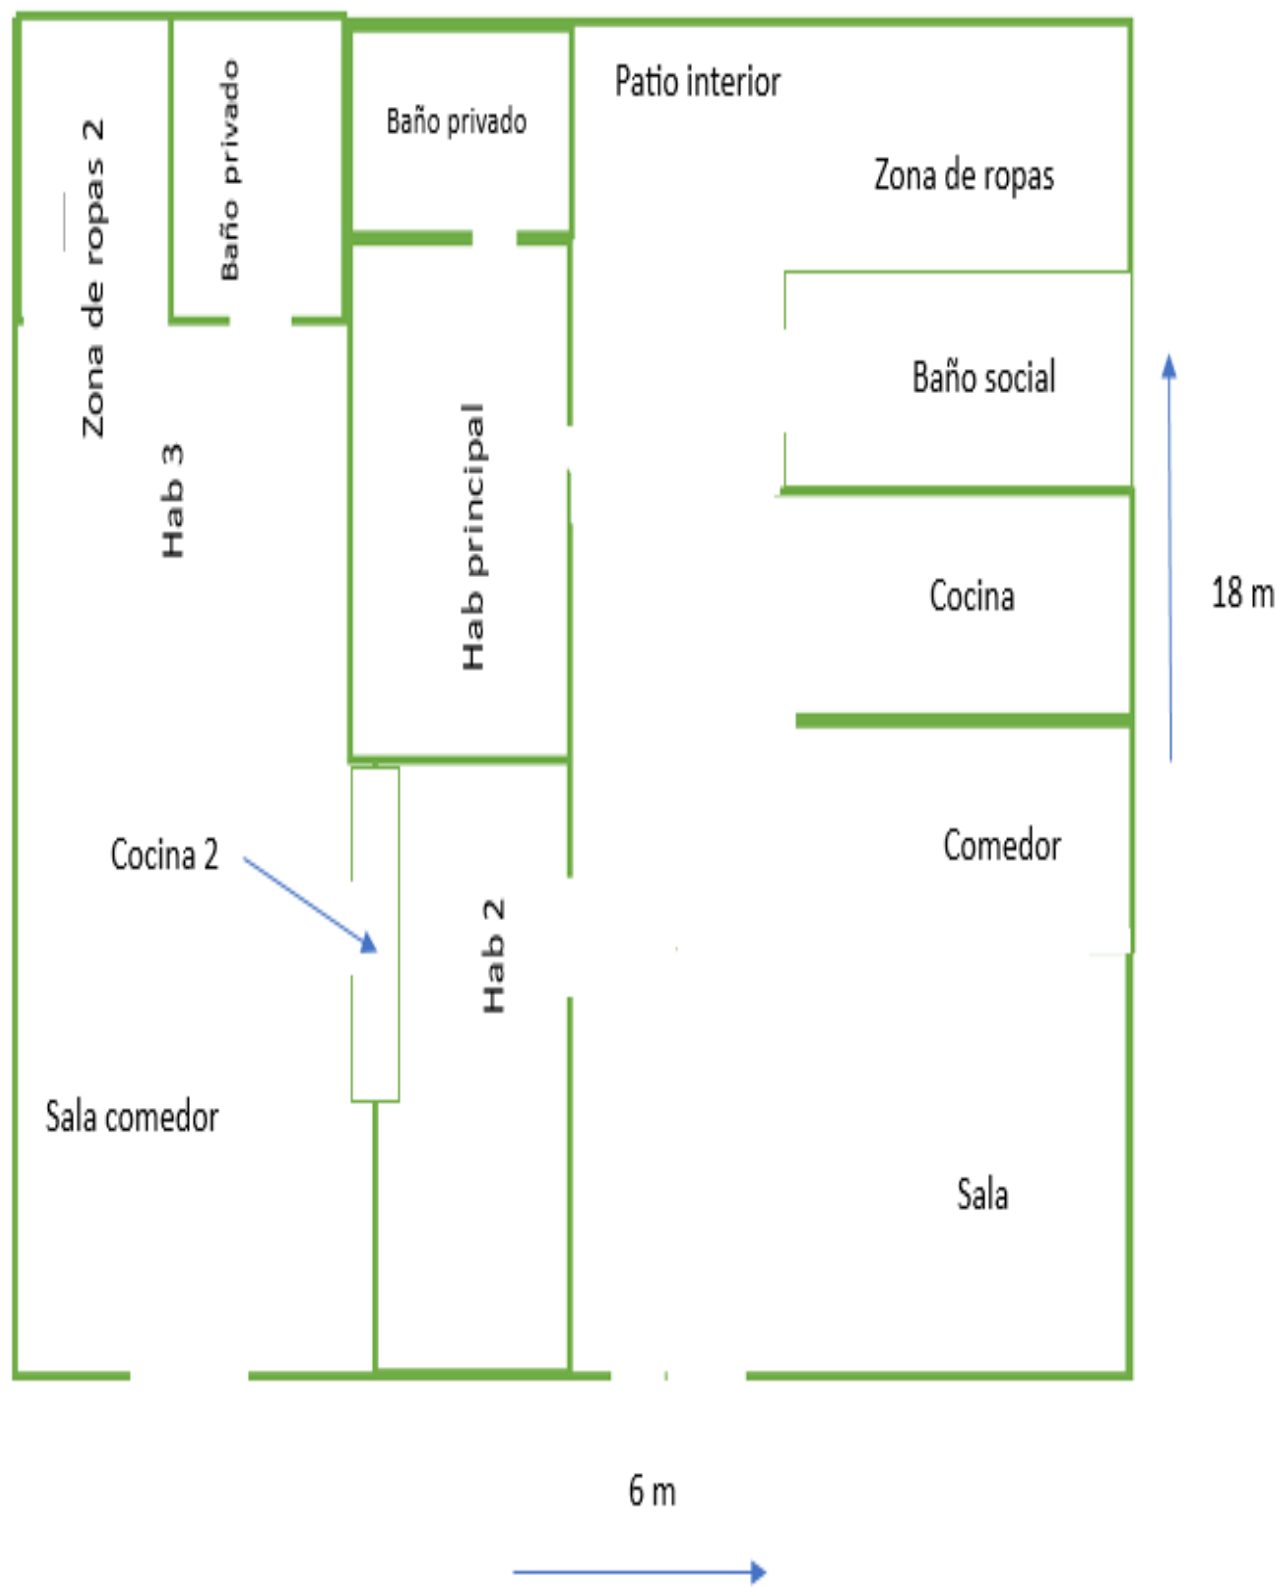 Patio interior
Baño privado
Baño privado
Zona de ropas
Zona de ropas 2
Baño social
Hab 3
Hab principal
Cocina
18 m
Comedor
Cocina 2
Hab 2
Sala comedor
Sala
6 m